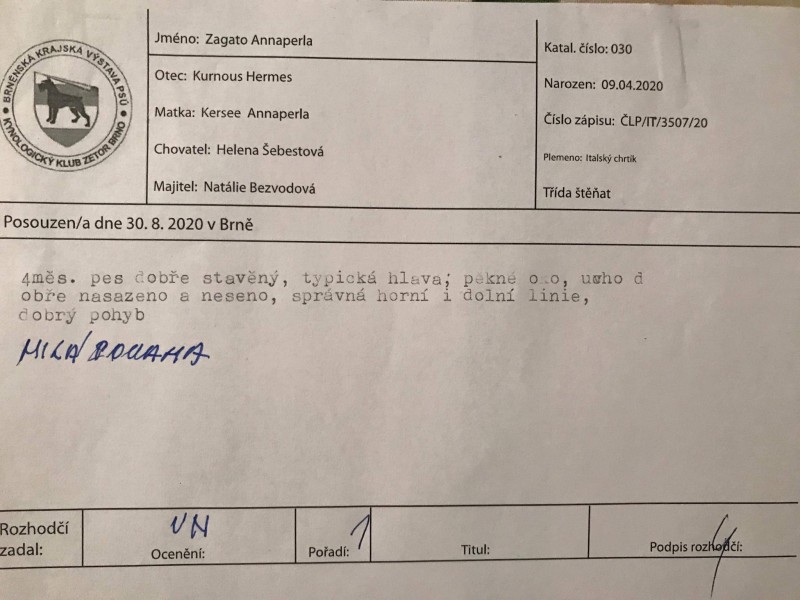 BRNĚNSKÁ KRAJSKÁ VÝSTAVA PSŮ
KYNOLOGICKÝ KLUB ZETOR BRNO
Jméno: Zagato Annaperla
Otec: Kurnous Hermes
Matka: Kersee Annaperla
Chovatel: Helena Šebestová
Majitel: Natálie Bezvodová
Katal. číslo: 030
Narozen: 09.04.2020
Číslo zápisu: ČLP/IT/3507/20
Plemeno: Italský chrtík
Třída štěňat
Posouzen/a dne 30. 8. 2020 v Brně
4měs. pes dobře stavěný, typická hlava; pěkné oko, ucho d
obře nasazeno a neseno, správná horní i dolní linie,
dobrý pohyb
MILÁ
Rozhodčí
zadal:
VN
Ocenění:
Pořadí: 1
Titul:
Podpis rozhodčí: